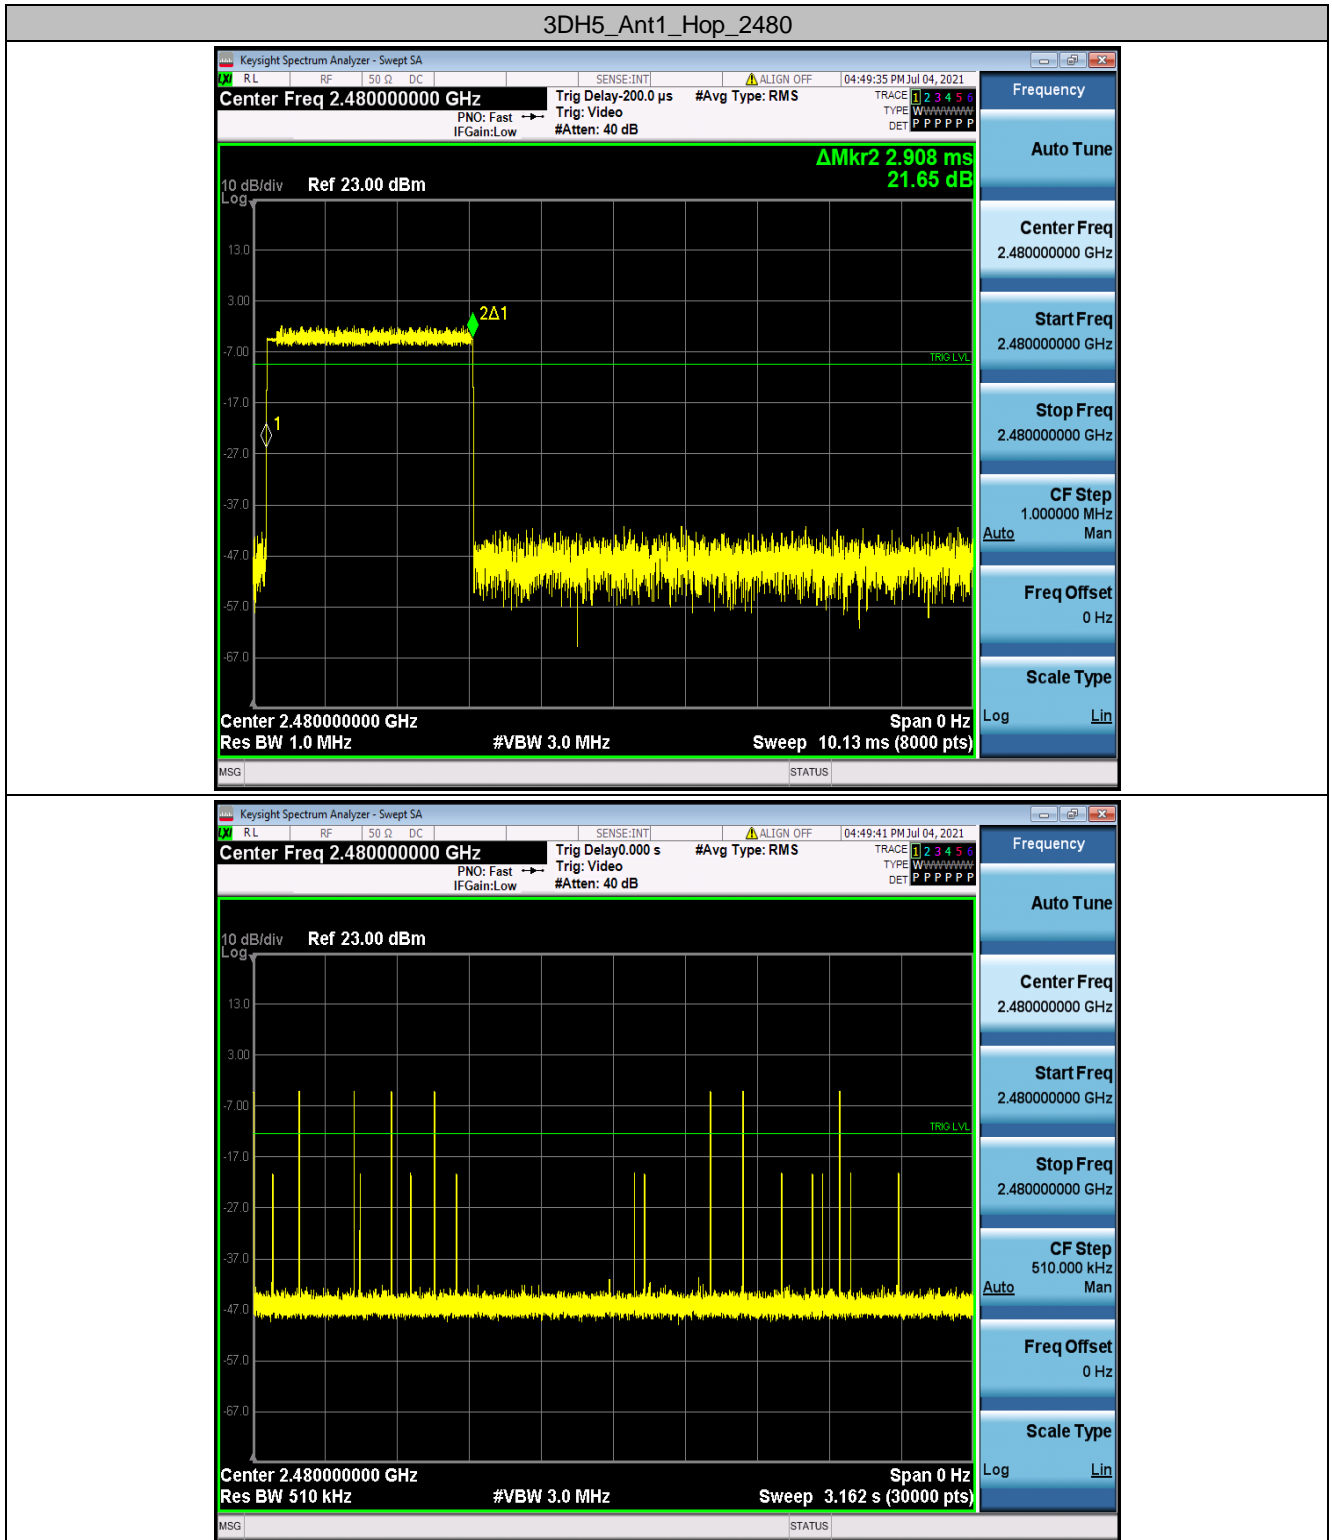 3DH5_Ant1_Hop_2480
Keysight Spectrum Analyzer - Swept SA
LXI RL RF 50 Ω DC SENSE:INT ALIGN OFF 04:49:35 PM Jul 04, 2021
Center Freq 2.480000000 GHz Trig Delay-200.0 µs #Avg Type: RMS TRACE 1 2 3 4 5 6
PNO: Fast Trig: Video TYPE WWWWWW
IFGain:Low #Atten: 40 dB DET P P P P P P
Frequency
ΔMkr2 2.908 ms
21.65 dB
10 dB/div Ref 23.00 dBm
Log
13.0
3.00
-7.00
-17.0
-27.0
-37.0
-47.0
-57.0
-67.0
2Δ1
TRIG LVL
1
Center 2.480000000 GHz Span 0 Hz
Res BW 1.0 MHz #VBW 3.0 MHz Sweep 10.13 ms (8000 pts)
MSG STATUS
Auto Tune
Center Freq
2.480000000 GHz
Start Freq
2.480000000 GHz
Stop Freq
2.480000000 GHz
CF Step
1.000000 MHz
Auto Man
Freq Offset
0 Hz
Scale Type
Log Lin
Keysight Spectrum Analyzer - Swept SA
LXI RL RF 50 Ω DC SENSE:INT ALIGN OFF 04:49:41 PM Jul 04, 2021
Center Freq 2.480000000 GHz Trig Delay0.000 s #Avg Type: RMS TRACE 1 2 3 4 5 6
PNO: Fast Trig: Video TYPE WWWWWW
IFGain:Low #Atten: 40 dB DET P P P P P P
Frequency
10 dB/div Ref 23.00 dBm
Log
13.0
3.00
-7.00
-17.0
-27.0
-37.0
-47.0
-57.0
-67.0
TRIG LVL
Center 2.480000000 GHz Span 0 Hz
Res BW 510 kHz #VBW 3.0 MHz Sweep 3.162 s (30000 pts)
MSG STATUS
Auto Tune
Center Freq
2.480000000 GHz
Start Freq
2.480000000 GHz
Stop Freq
2.480000000 GHz
CF Step
510.000 kHz
Auto Man
Freq Offset
0 Hz
Scale Type
Log Lin